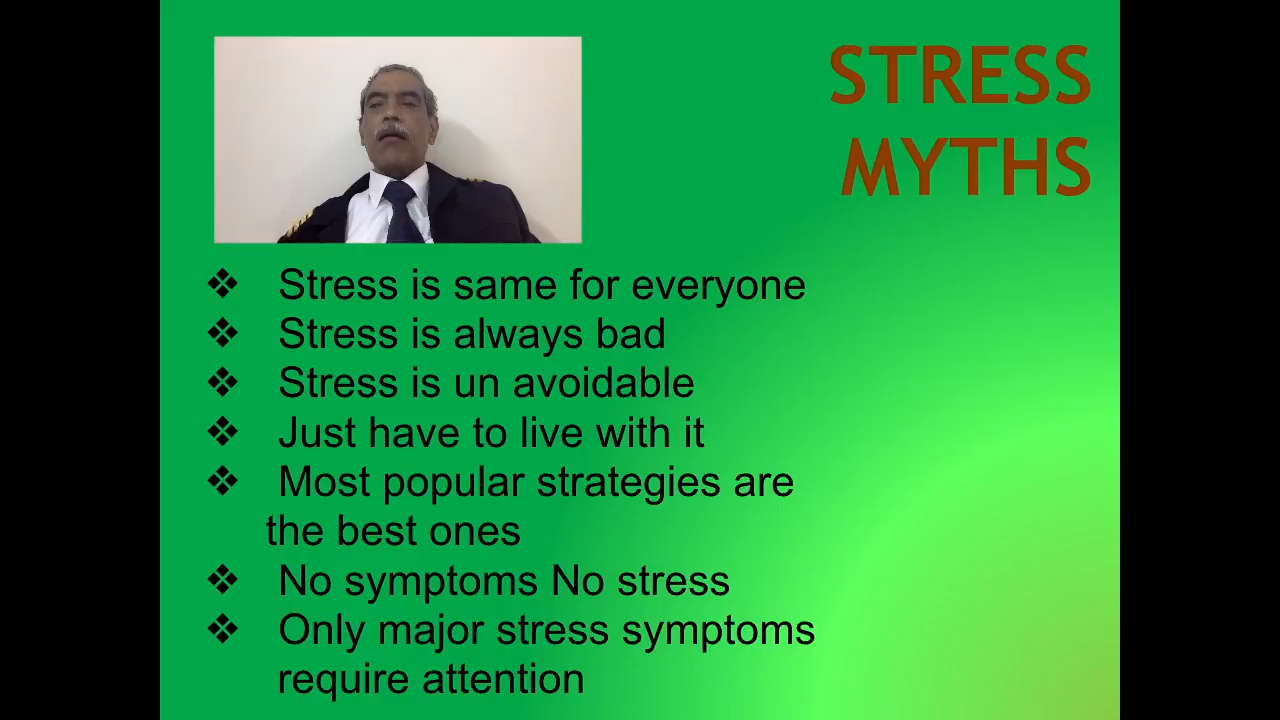 STRESS
MYTHS
❖ Stress is same for everyone
❖ Stress is always bad
❖ Stress is un avoidable
❖ Just have to live with it
❖ Most popular strategies are
the best ones
❖ No symptoms No stress
❖ Only major stress symptoms
require attention